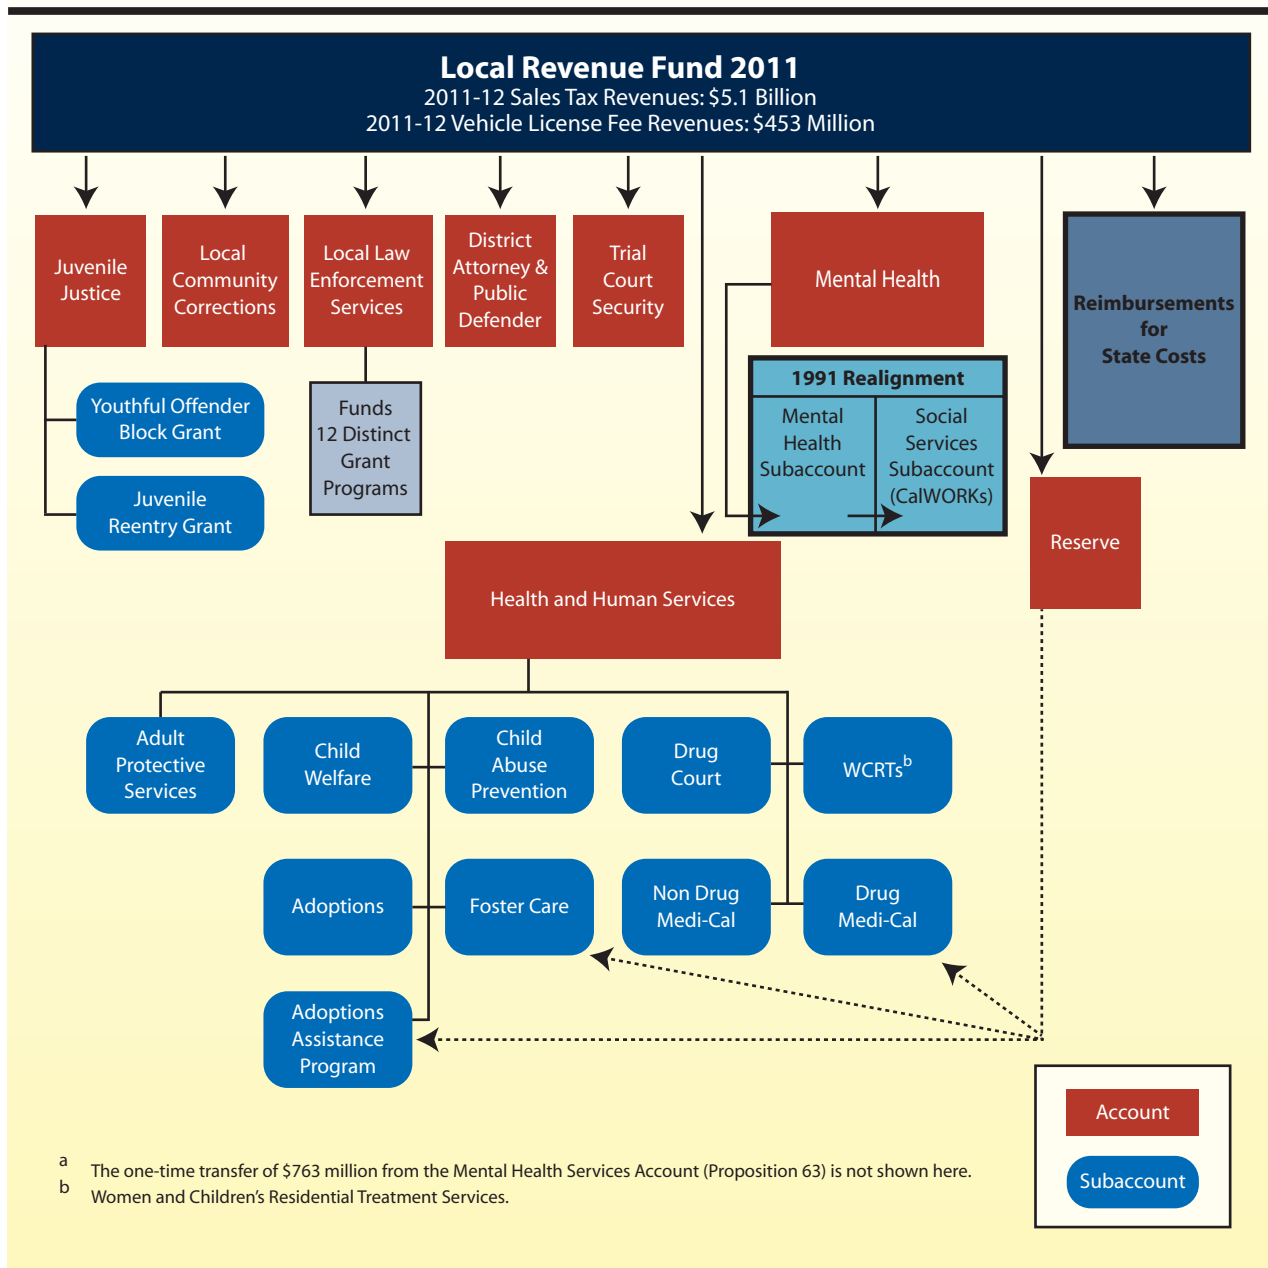 Local Revenue Fund 2011
2011-12 Sales Tax Revenues: $5.1 Billion
2011-12 Vehicle License Fee Revenues: $453 Million
Juvenile
Justice
Local
Community
Corrections
Local Law
Enforcement
Services
District
Attorney &
Public
Defender
Trial
Court
Security
Mental Health
Reimbursements
for
State Costs
Youthful Offender
Block Grant
Juvenile
Reentry Grant
Funds
12 Distinct
Grant
Programs
1991 Realignment
Mental
Health
Subaccount
Social
Services
Subaccount
(CalWORKs)
Reserve
Health and Human Services
Adult
Protective
Services
Child
Welfare
Child
Abuse
Prevention
Drug
Court
WCRTsb
Adoptions
Foster Care
Non Drug
Medi-Cal
Drug
Medi-Cal
Adoptions
Assistance
Program
Account
Subaccount
a The one-time transfer of $763 million from the Mental Health Services Account (Proposition 63) is not shown here.
b Women and Children's Residential Treatment Services.